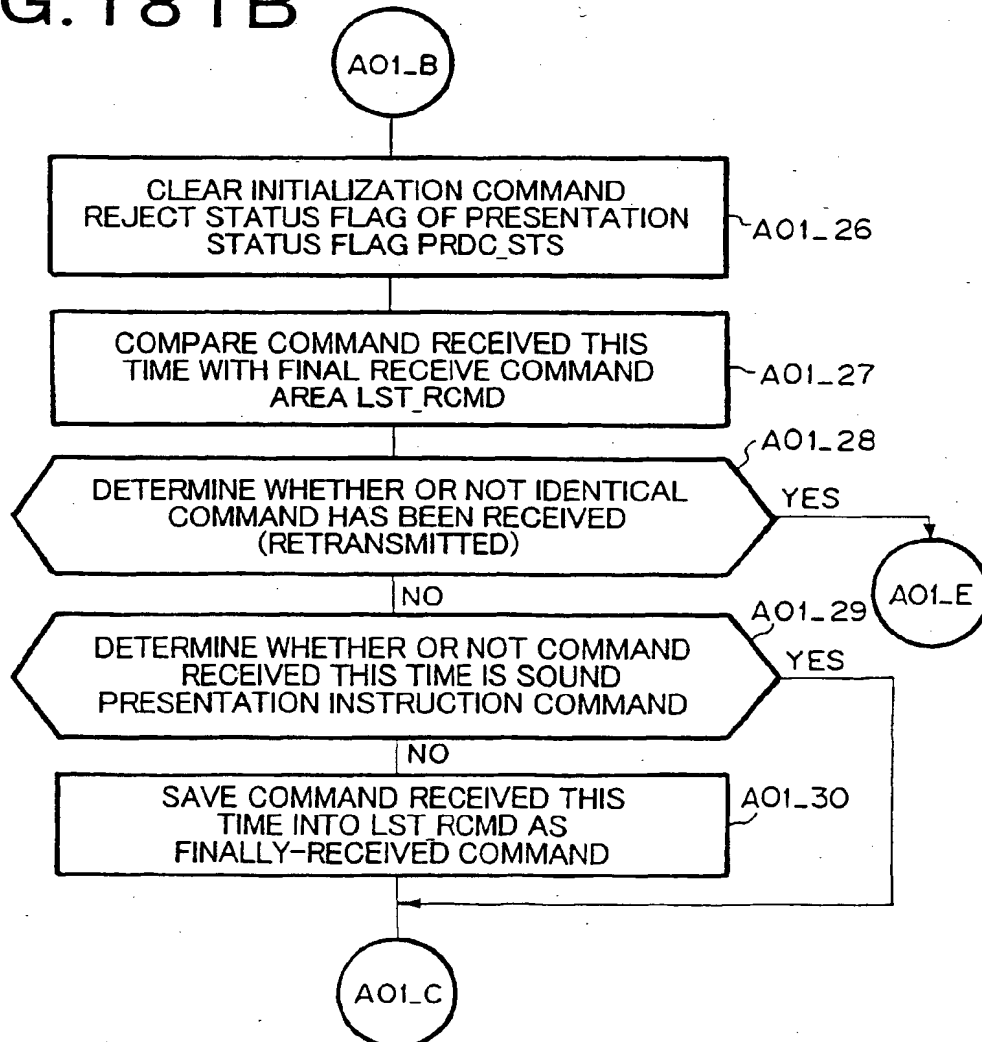 G. 181B
A01_B
CLEAR INITIALIZATION COMMAND
REJECT STATUS FLAG OF PRESENTATION
STATUS FLAG PRDC_STS
A01_26
COMPARE COMMAND RECEIVED THIS
TIME WITH FINAL RECEIVE COMMAND
AREA LST_RCMD
A01_27
A01_28
DETERMINE WHETHER OR NOT IDENTICAL
COMMAND HAS BEEN RECEIVED
(RETRANSMITTED)
YES
A01_E
NO
A01_29
DETERMINE WHETHER OR NOT COMMAND
RECEIVED THIS TIME IS SOUND
PRESENTATION INSTRUCTION COMMAND
YES
NO
SAVE COMMAND RECEIVED THIS
TIME INTO LST_RCMD AS
FINALLY-RECEIVED COMMAND
A01_30
A01_C